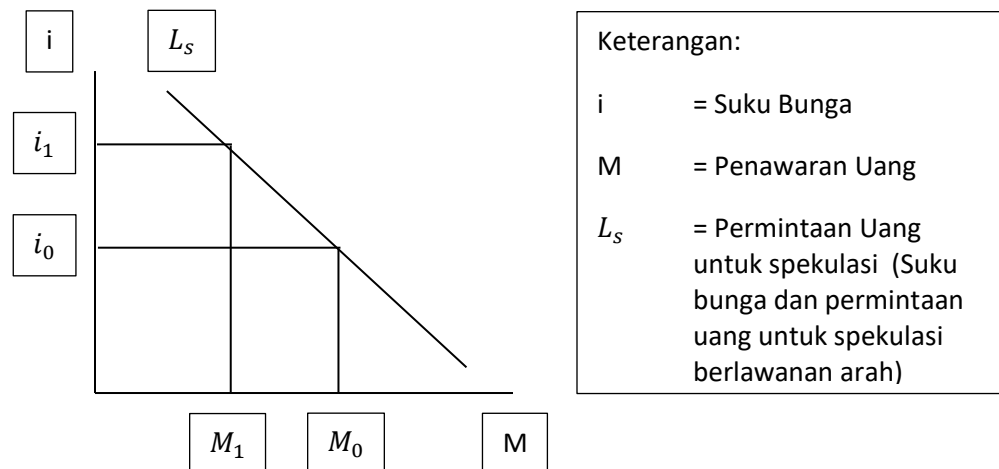 i
L_s
i_1
i_0
M_1
M_0
M
Keterangan:
i = Suku Bunga
M = Penawaran Uang
L_s = Permintaan Uang
untuk spekulasi (Suku
bunga dan permintaan
uang untuk spekulasi
berlawanan arah)